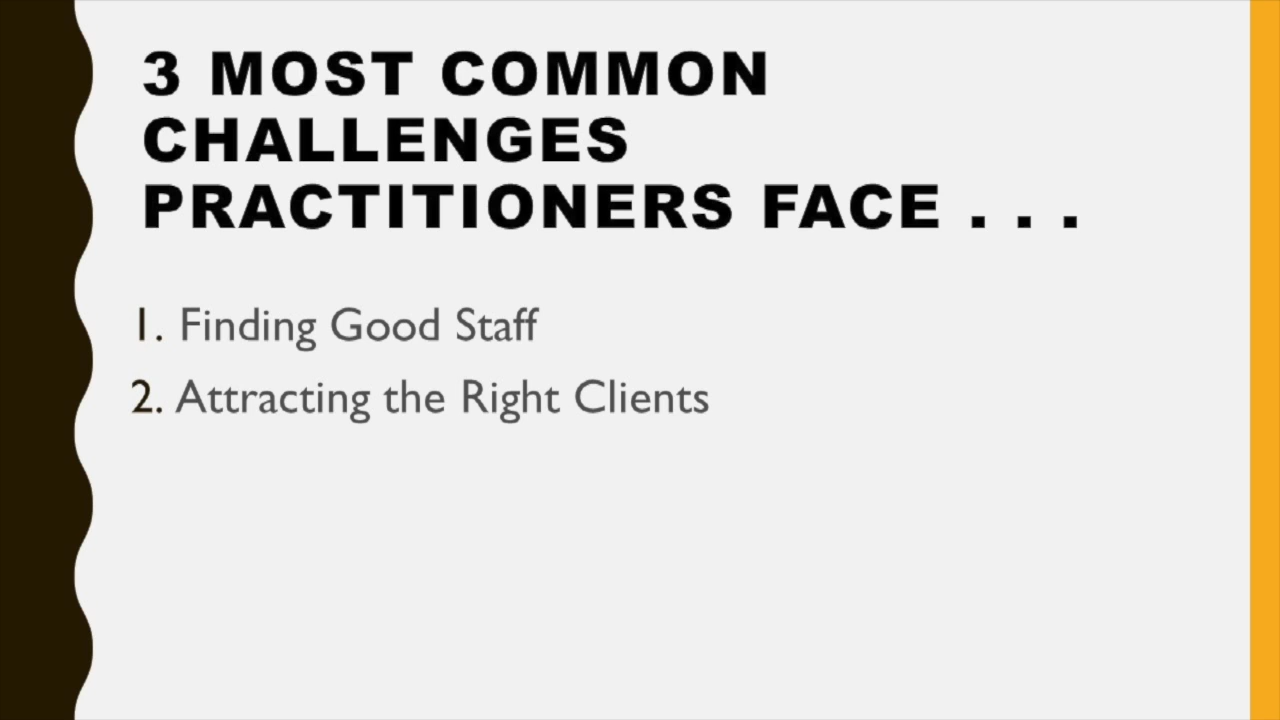 3 MOST COMMON
CHALLENGES
PRACTITIONERS FACE . . .
1. Finding Good Staff
2. Attracting the Right Clients